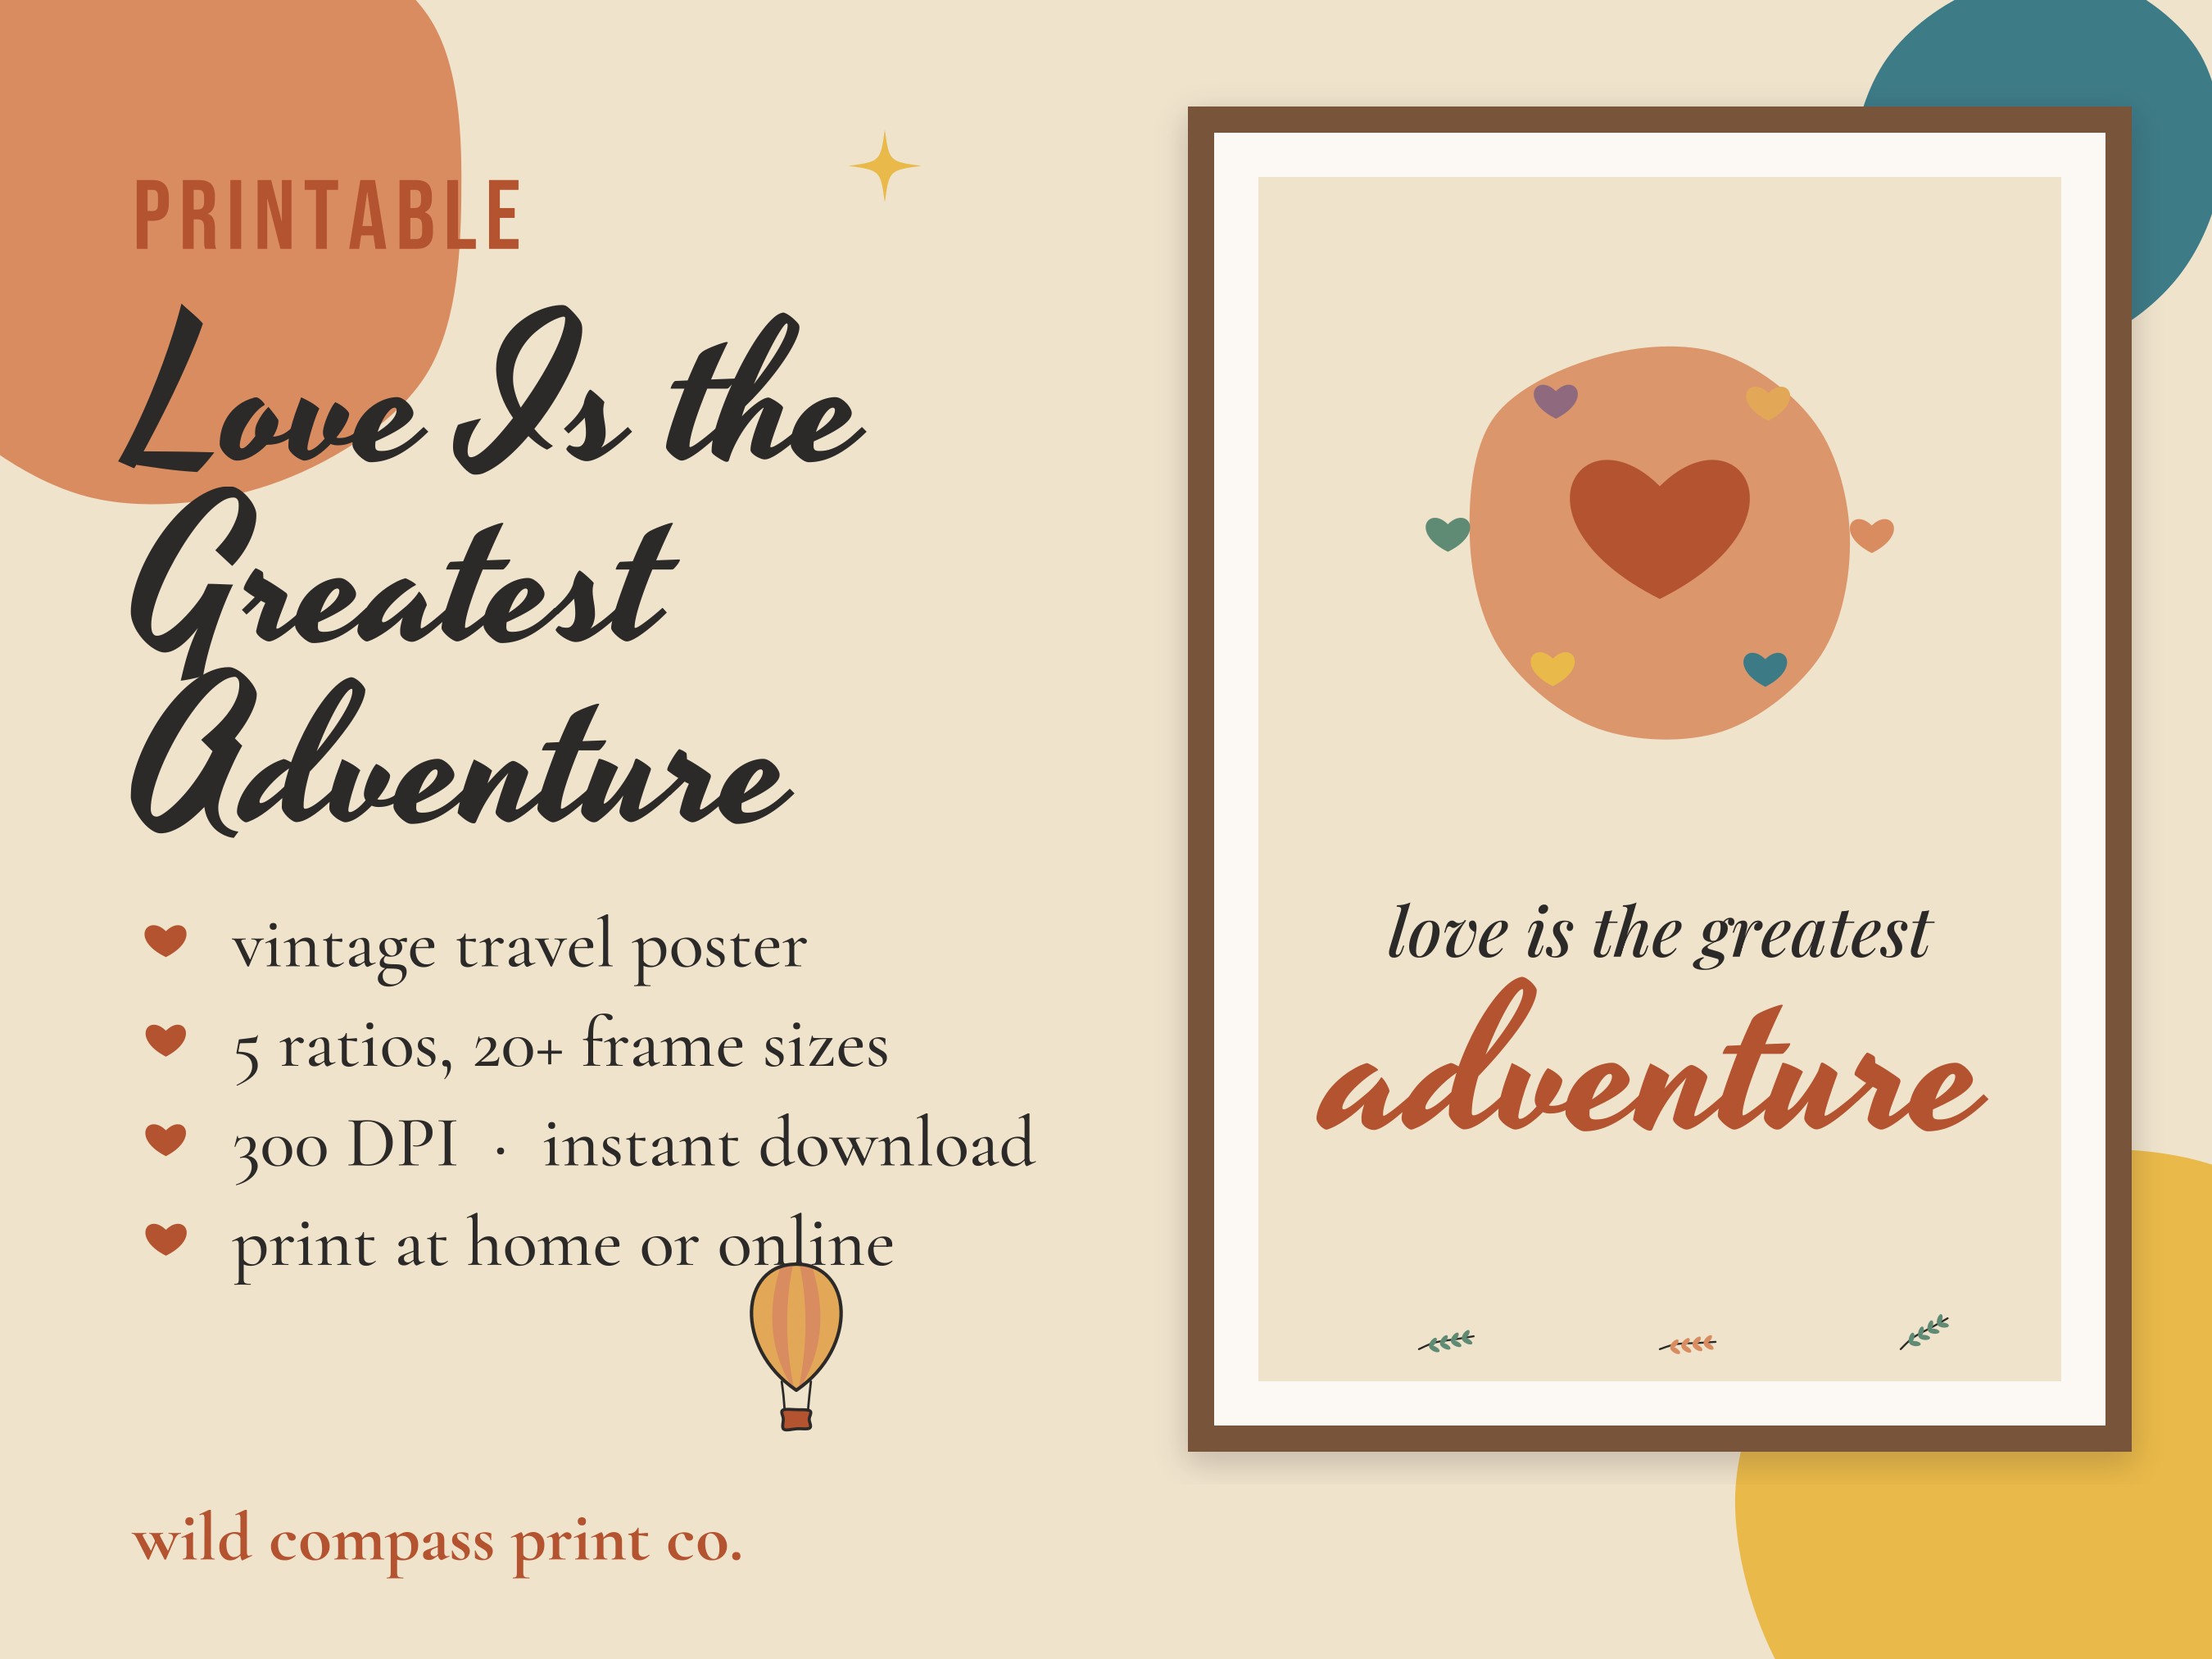 PRINTABLE
Love Is the
Greatest
Adventure
vintage travel poster
5 ratios, 20+ frame sizes
300 DPI · instant download
print at home or online
wild compass print co.
love is the greatest
adventure